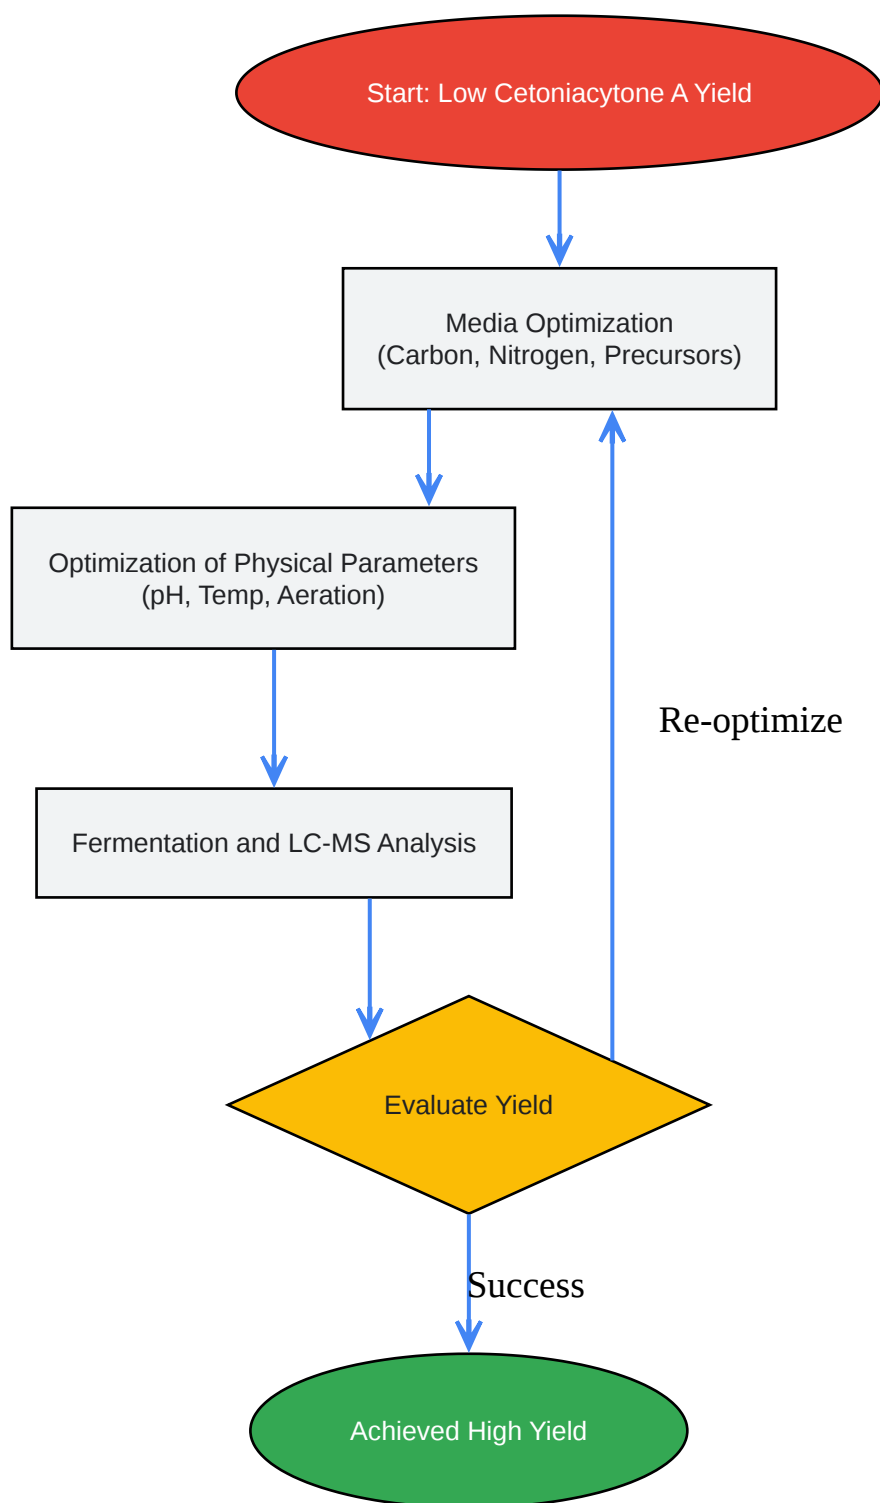 Start: Low Cetoniacytone A Yield
Media Optimization
(Carbon, Nitrogen, Precursors)
Optimization of Physical Parameters
(pH, Temp, Aeration)
Re-optimize
Fermentation and LC-MS Analysis
Evaluate Yield
Success
Achieved High Yield